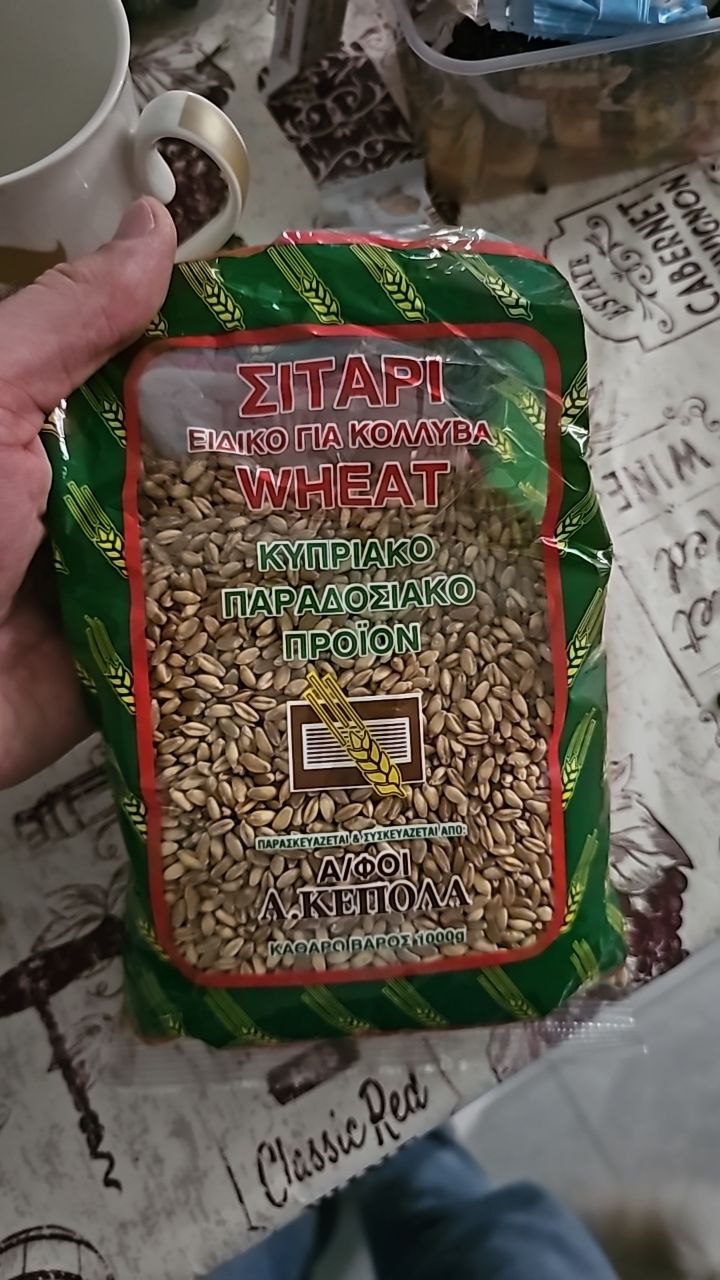 ΣΙΤΑΡΙ
ΕΙΔΙΚΟ ΓΙΑ ΚΟΛΛΥΒΑ
WHEAT
ΚΥΠΡΙΑΚΟ
ΠΑΡΑΔΟΣΙΑΚΟ
ΠΡΟΪΟΝ
ΠΑΡΑΣΚΕΥΑΖΕΤΑΙ & ΣΥΣΚΕΥΑΖΕΤΑΙ ΑΠΟ:
Α/ΦΟΙ
Α.ΚΕΠΟΛΑ
ΚΑΘΑΡΟ ΒΑΡΟΣ 1000g
ESTATE
CABERNET
WINE
Red
Classic Red